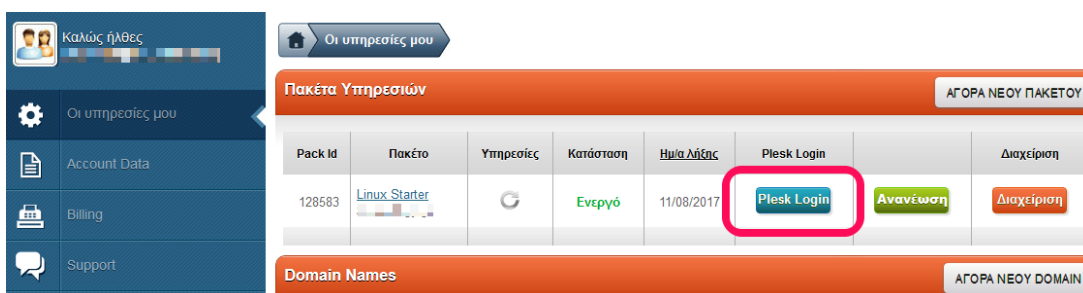 Καλώς ήλθες
Οι υπηρεσίες μου
Account Data
Billing
Support
Οι υπηρεσίες μου
Πακέτα Υπηρεσιών
ΑΓΟΡΑ ΝΕΟΥ ΠΑΚΕΤΟΥ
Pack Id Πακέτο Υπηρεσίες Κατάσταση Ημ/α Λήξης Plesk Login Διαχείριση
128583 Linux Starter Ενεργό 11/08/2017 Plesk Login Ανανέωση Διαχείριση
Domain Names
ΑΓΟΡΑ ΝΕΟΥ DOMAIN